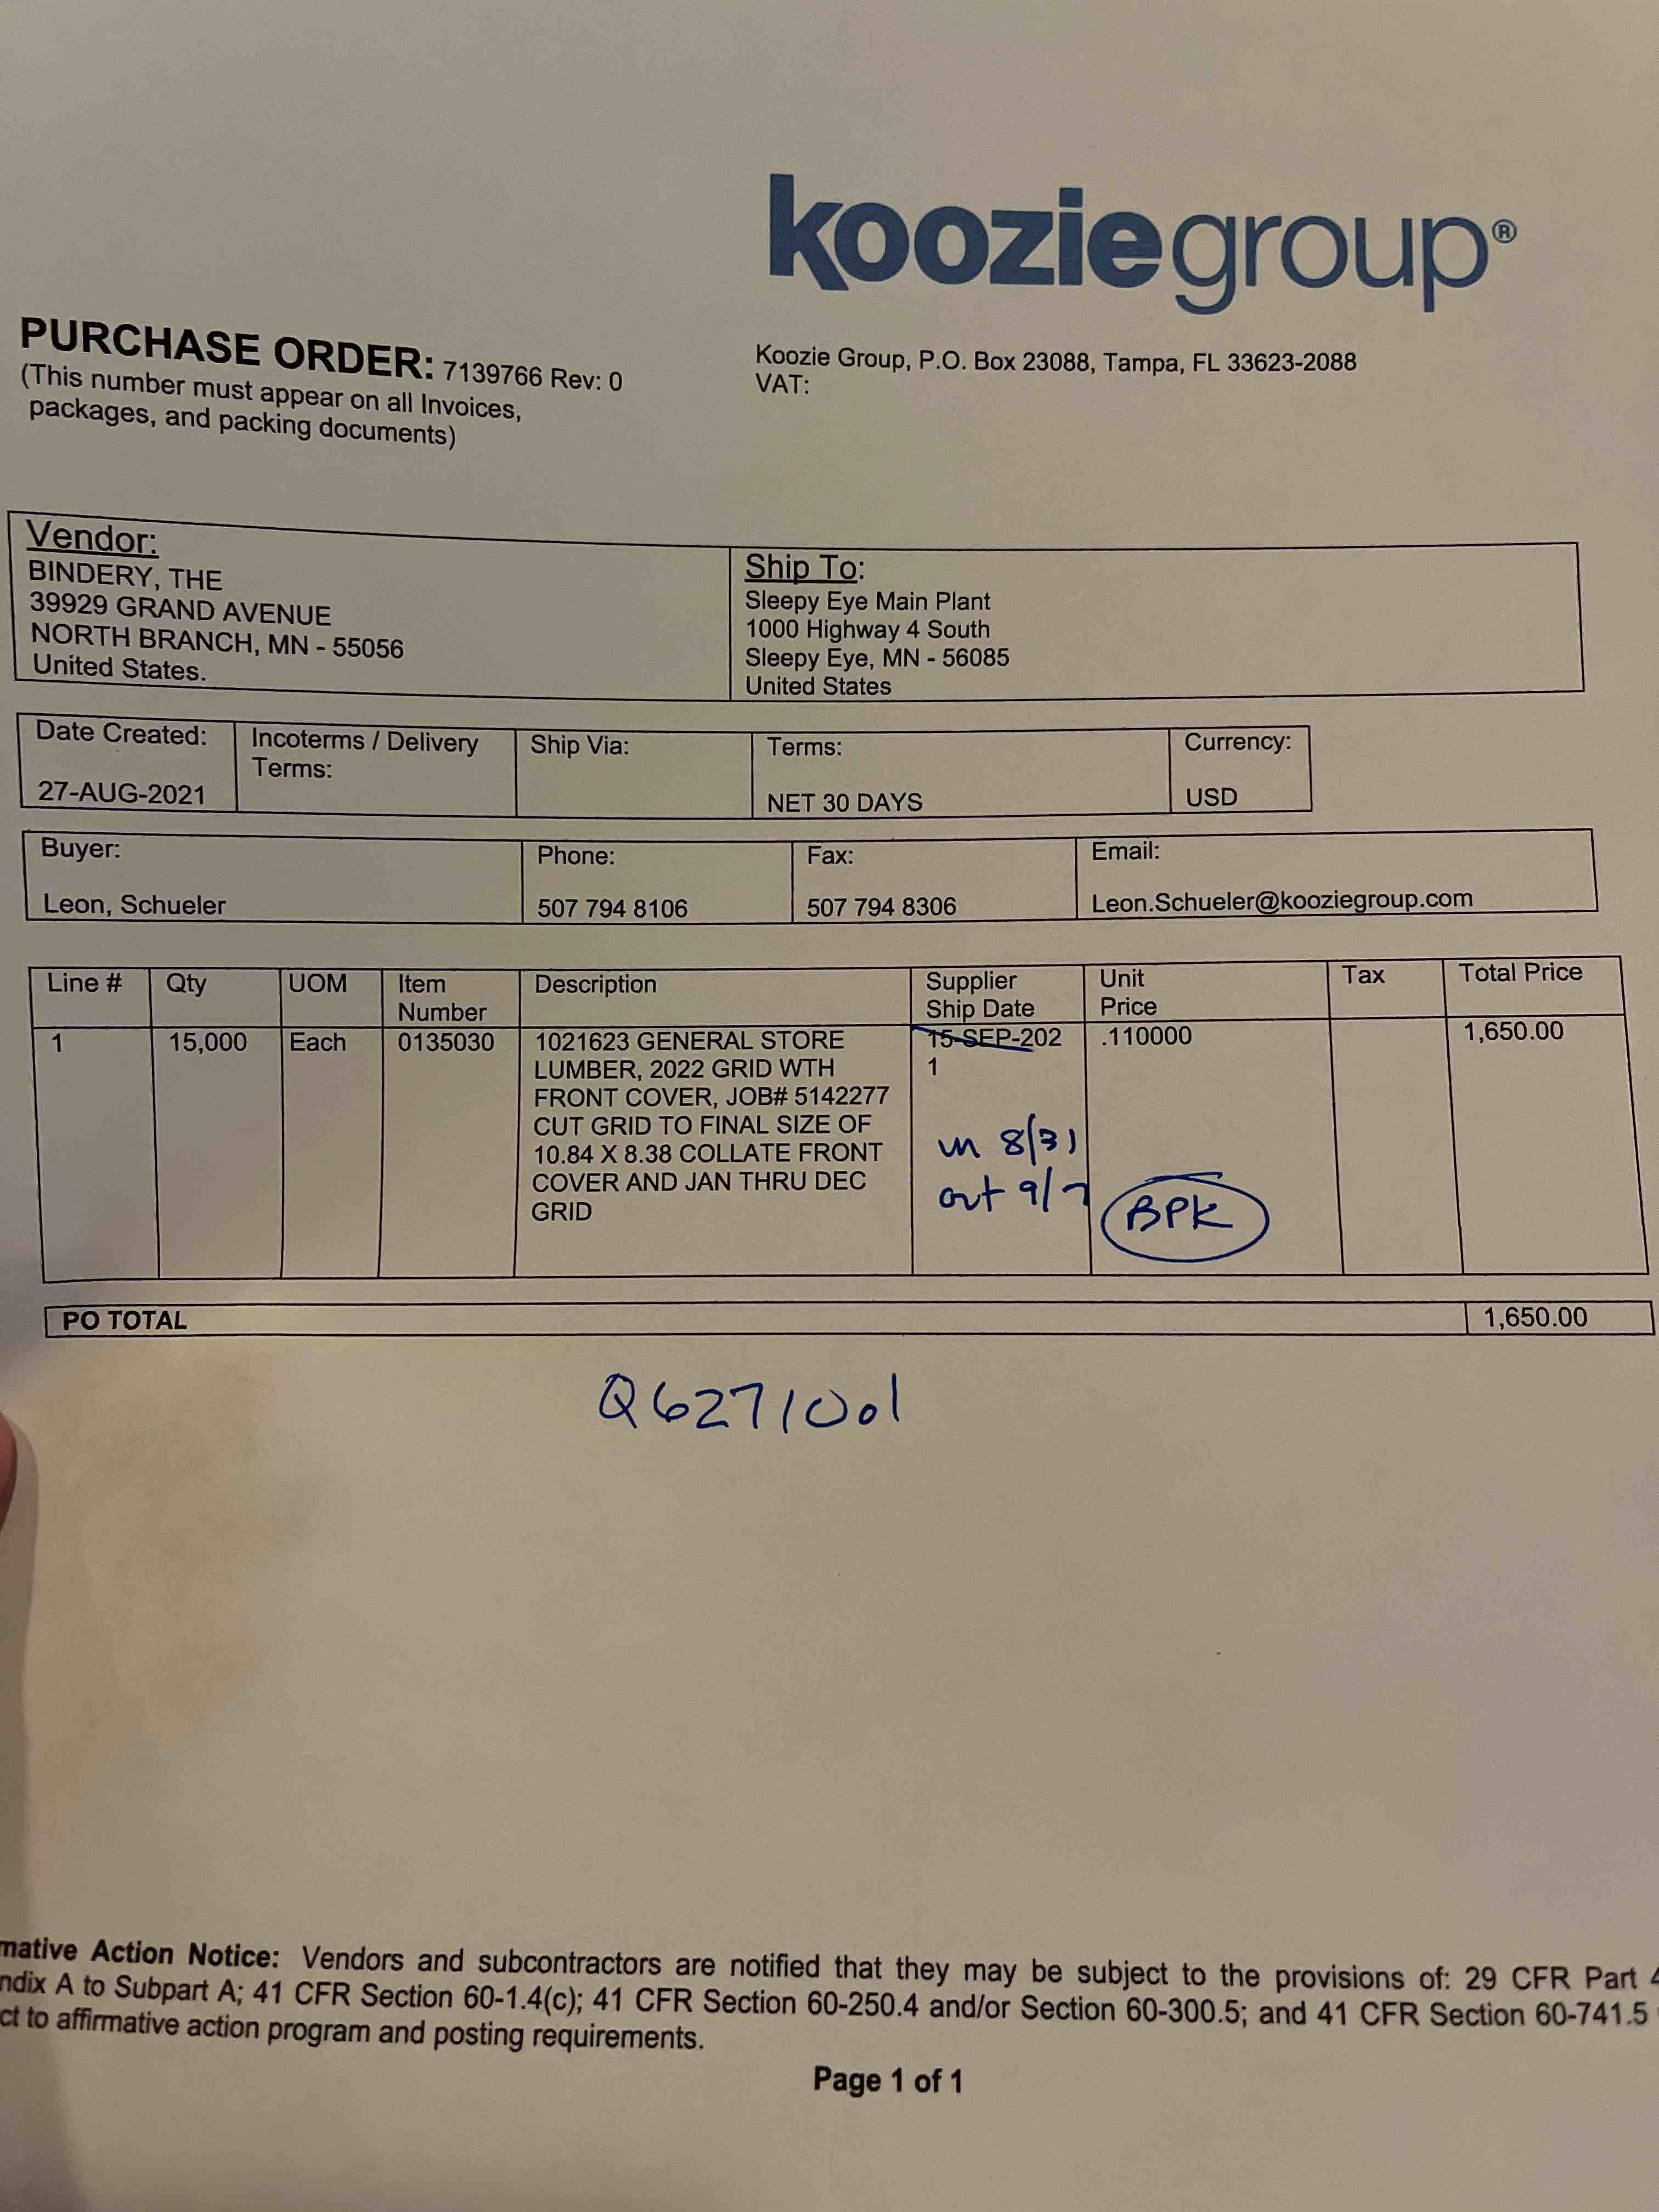 kooziegroup®
PURCHASE ORDER: 7139766 Rev: 0
(This number must appear on all Invoices,
packages, and packing documents)
Koozie Group, P.O. Box 23088, Tampa, FL 33623-2088
VAT:
Vendor:
BINDERY, THE
39929 GRAND AVENUE
NORTH BRANCH, MN - 55056
United States.
Ship To:
Sleepy Eye Main Plant
1000 Highway 4 South
Sleepy Eye, MN - 56085
United States
Date Created:
27-AUG-2021
Incoterms / Delivery
Terms:
Ship Via:
Terms:
NET 30 DAYS
Currency:
USD
Buyer:
Leon, Schueler
Phone:
507 794 8106
Fax:
507 794 8306
Email:
Leon.Schueler@kooziegroup.com
Line #
Qty
UOM
Item
Number
Description
Supplier
Ship Date
Unit
Price
Tax
Total Price
1
15,000
Each
0135030
1021623 GENERAL STORE
LUMBER, 2022 GRID WTH
FRONT COVER, JOB# 5142277
CUT GRID TO FINAL SIZE OF
10.84 X 8.38 COLLATE FRONT
COVER AND JAN THRU DEC
GRID
15-SEP-202
1
in 8/31
out 9/7
.110000
BPK
1,650.00
PO TOTAL
1,650.00
Q6271001
mative Action Notice: Vendors and subcontractors are notified that they may be subject to the provisions of: 29 CFR Part 4
ndix A to Subpart A; 41 CFR Section 60-1.4(c); 41 CFR Section 60-250.4 and/or Section 60-300.5; and 41 CFR Section 60-741.5
ct to affirmative action program and posting requirements.
Page 1 of 1